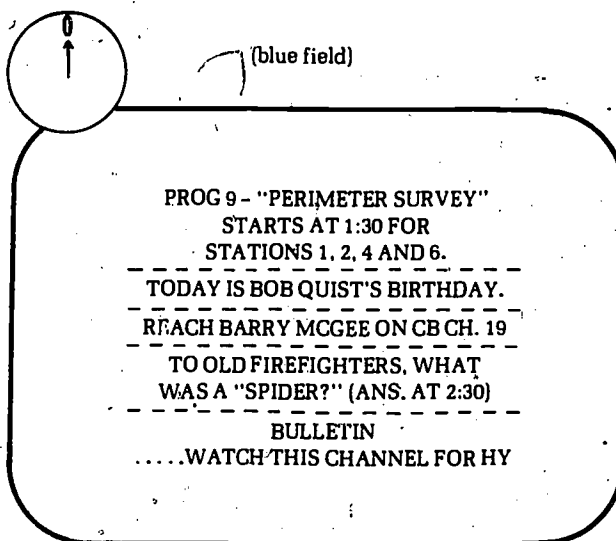 0
(blue field)
PROG 9 - "PERIMETER SURVEY"
STARTS AT 1:30 FOR
STATIONS 1, 2, 4 AND 6.
TODAY IS BOB QUIST'S BIRTHDAY.
REACH BARRY MCGEE ON CB CH. 19
TO OLD FIREFIGHTERS, WHAT
WAS A "SPIDER?" (ANS. AT 2:30)
BULLETIN
.....WATCH THIS CHANNEL FOR HY